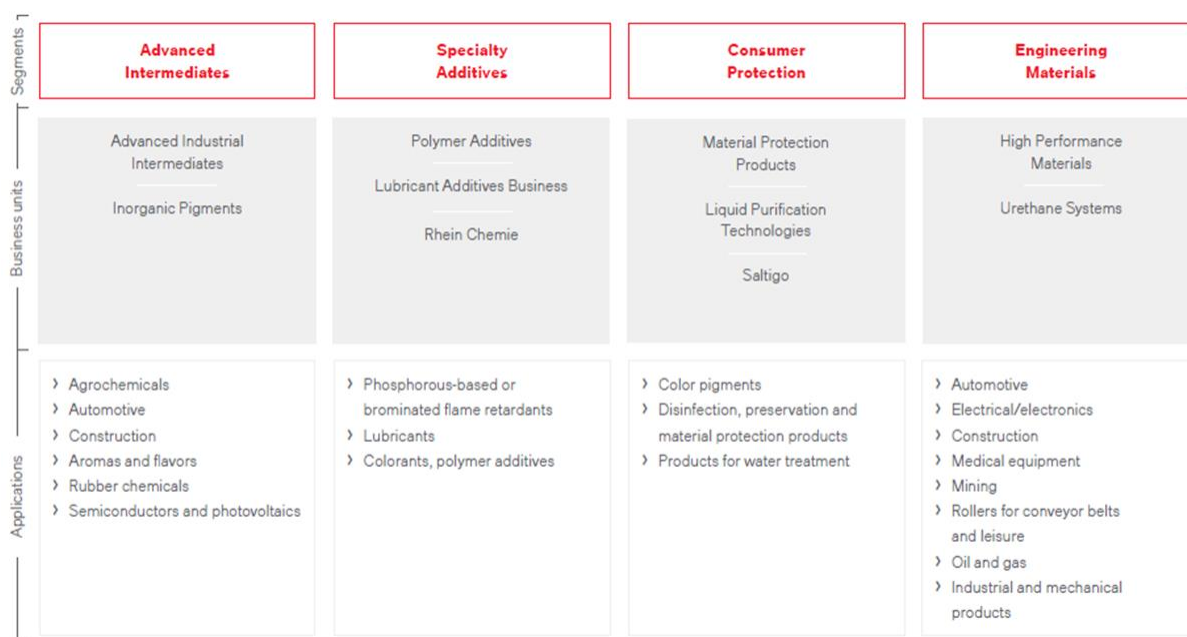 Segments
Advanced
Intermediates
Specialty
Additives
Consumer
Protection
Engineering
Materials
Business units
Advanced Industrial
Intermediates
Inorganic Pigments
Polymer Additives
Lubricant Additives Business
Rhein Chemie
Material Protection
Products
Liquid Purification
Technologies
Saltigo
High Performance
Materials
Urethane Systems
Applications
› Agrochemicals
› Automotive
› Construction
› Aromas and flavors
› Rubber chemicals
› Semiconductors and photovoltaics
› Phosphorous-based or
brominated flame retardants
› Lubricants
› Colorants, polymer additives
› Color pigments
› Disinfection, preservation and
material protection products
› Products for water treatment
› Automotive
› Electrical/electronics
› Construction
› Medical equipment
› Mining
› Rollers for conveyor belts
and leisure
› Oil and gas
› Industrial and mechanical
products